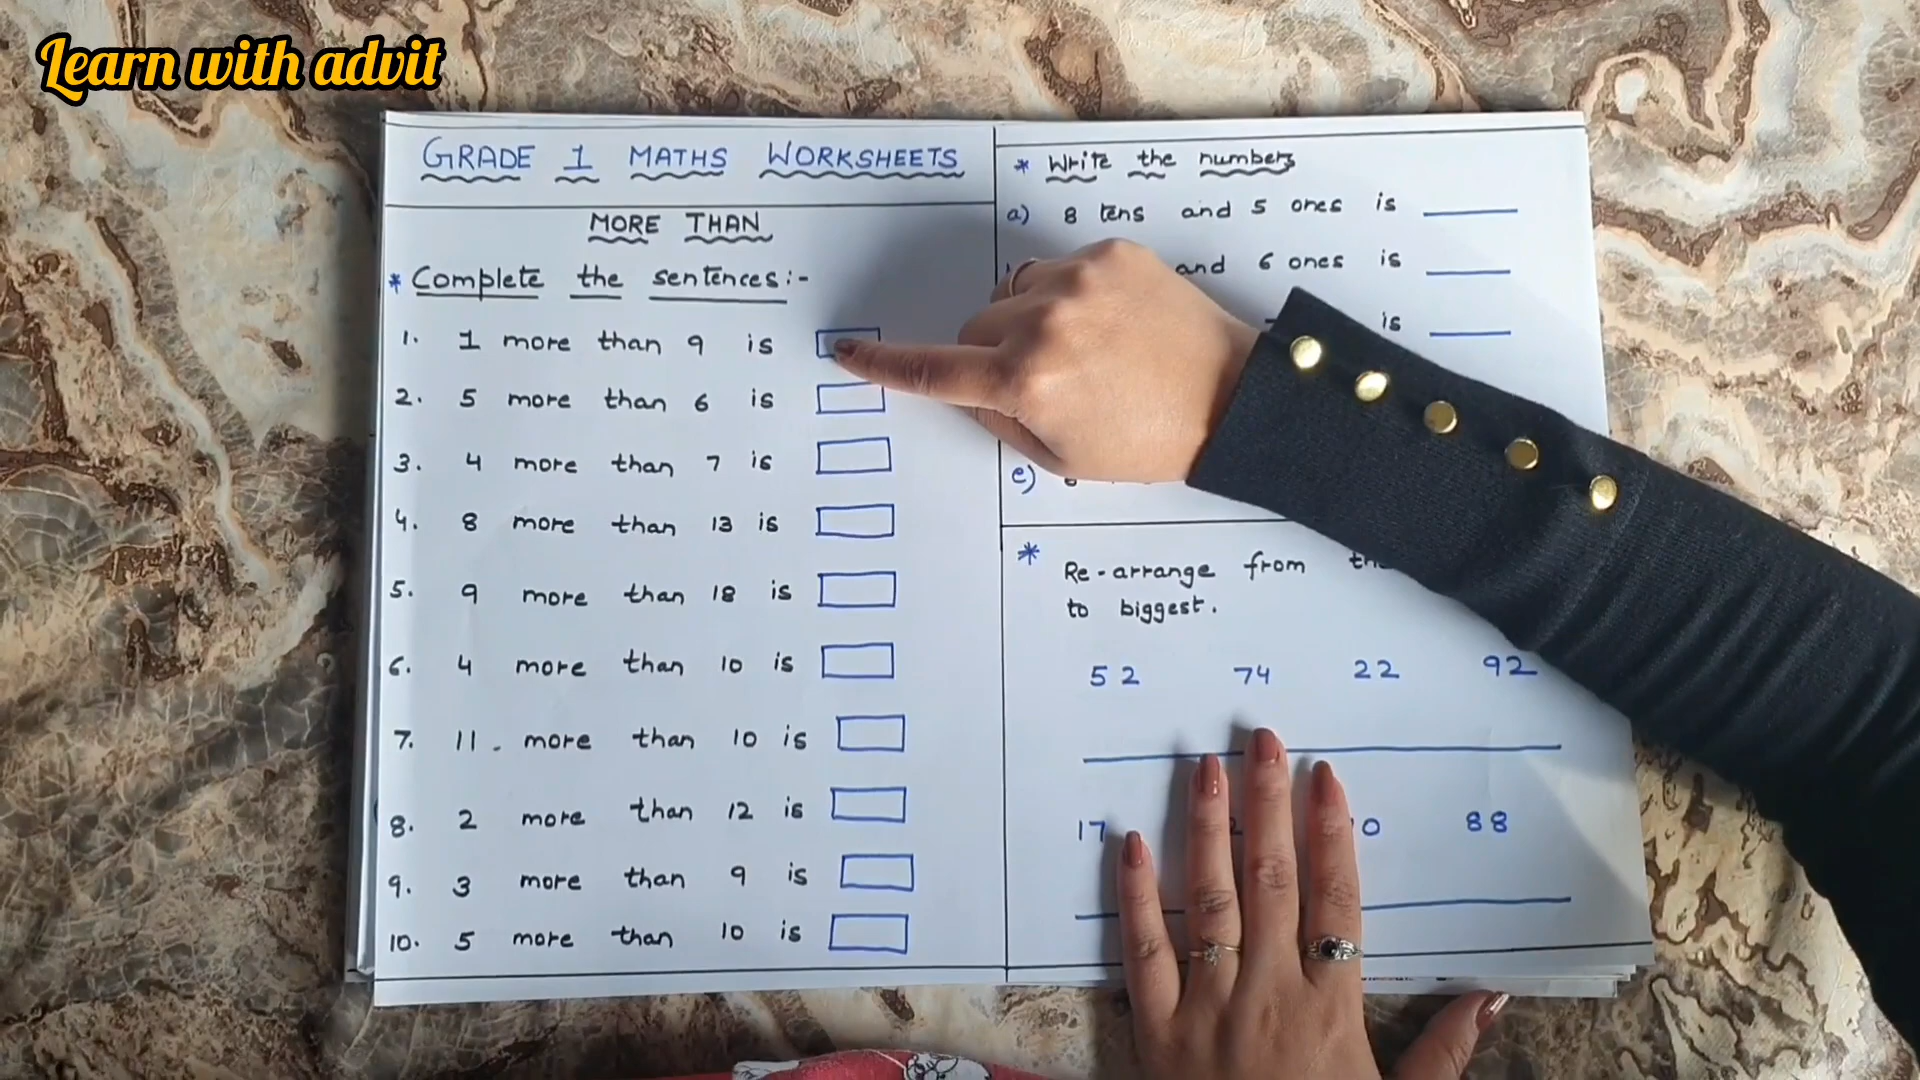 Learn with advit
GRADE 1 MATHS WORKSHEETS
MORE THAN
* Complete the sentences:-
1. 1 more than 9 is
2. 5 more than 6 is
3. 4 more than 7 is
4. 8 more than 13 is
5. 9 more than 18 is
6. 4 more than 10 is
7. 11 . more than 10 is
8. 2 more than 12 is
9. 3 more than 9 is
10. 5 more than 10 is
* Write the numbers
a) 8 tens and 5 ones is
and 6 ones is
is
e)
* Re-arrange from
to biggest.
52 74 22 92
17 88